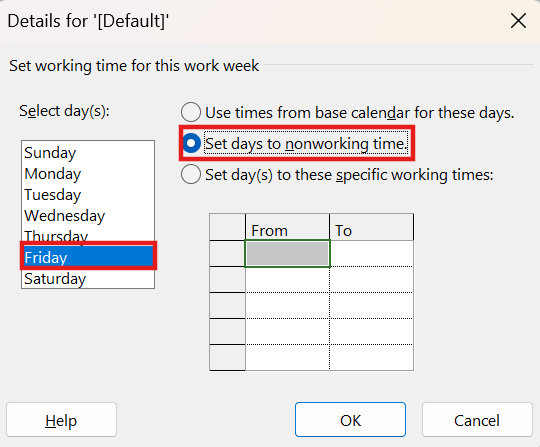 Details for '[Default]'
Set working time for this work week
Select day(s):
Sunday
Monday
Tuesday
Wednesday
Thursday
Friday
Saturday
Use times from base calendar for these days.
Set days to nonworking time.
Set day(s) to these specific working times:
From To
Help OK Cancel